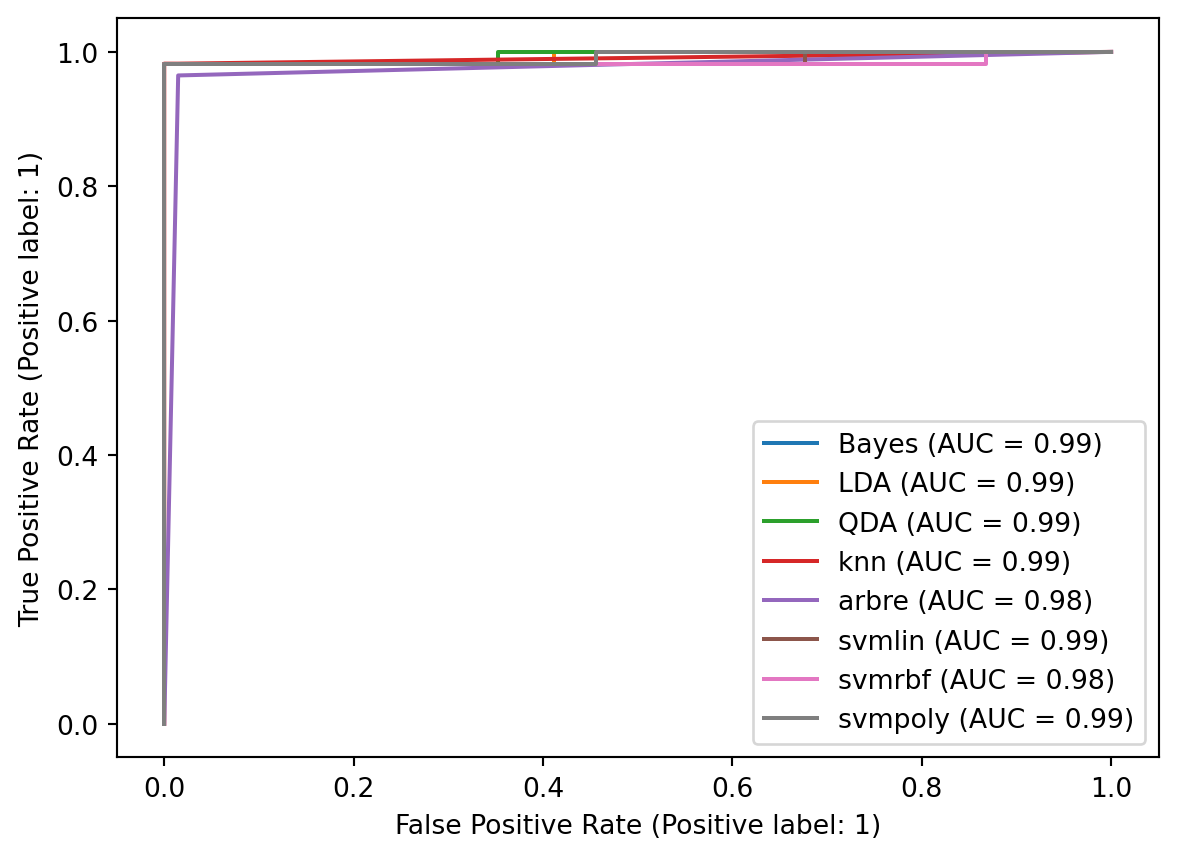 1.0
0.8
0.6
0.4
0.2
0.0
True Positive Rate (Positive label: 1)
Bayes (AUC = 0.99)
LDA (AUC = 0.99)
QDA (AUC = 0.99)
knn (AUC = 0.99)
arbre (AUC = 0.98)
svmlin (AUC = 0.99)
svmrbf (AUC = 0.98)
svmpoly (AUC = 0.99)
0.0 0.2 0.4 0.6 0.8 1.0
False Positive Rate (Positive label: 1)